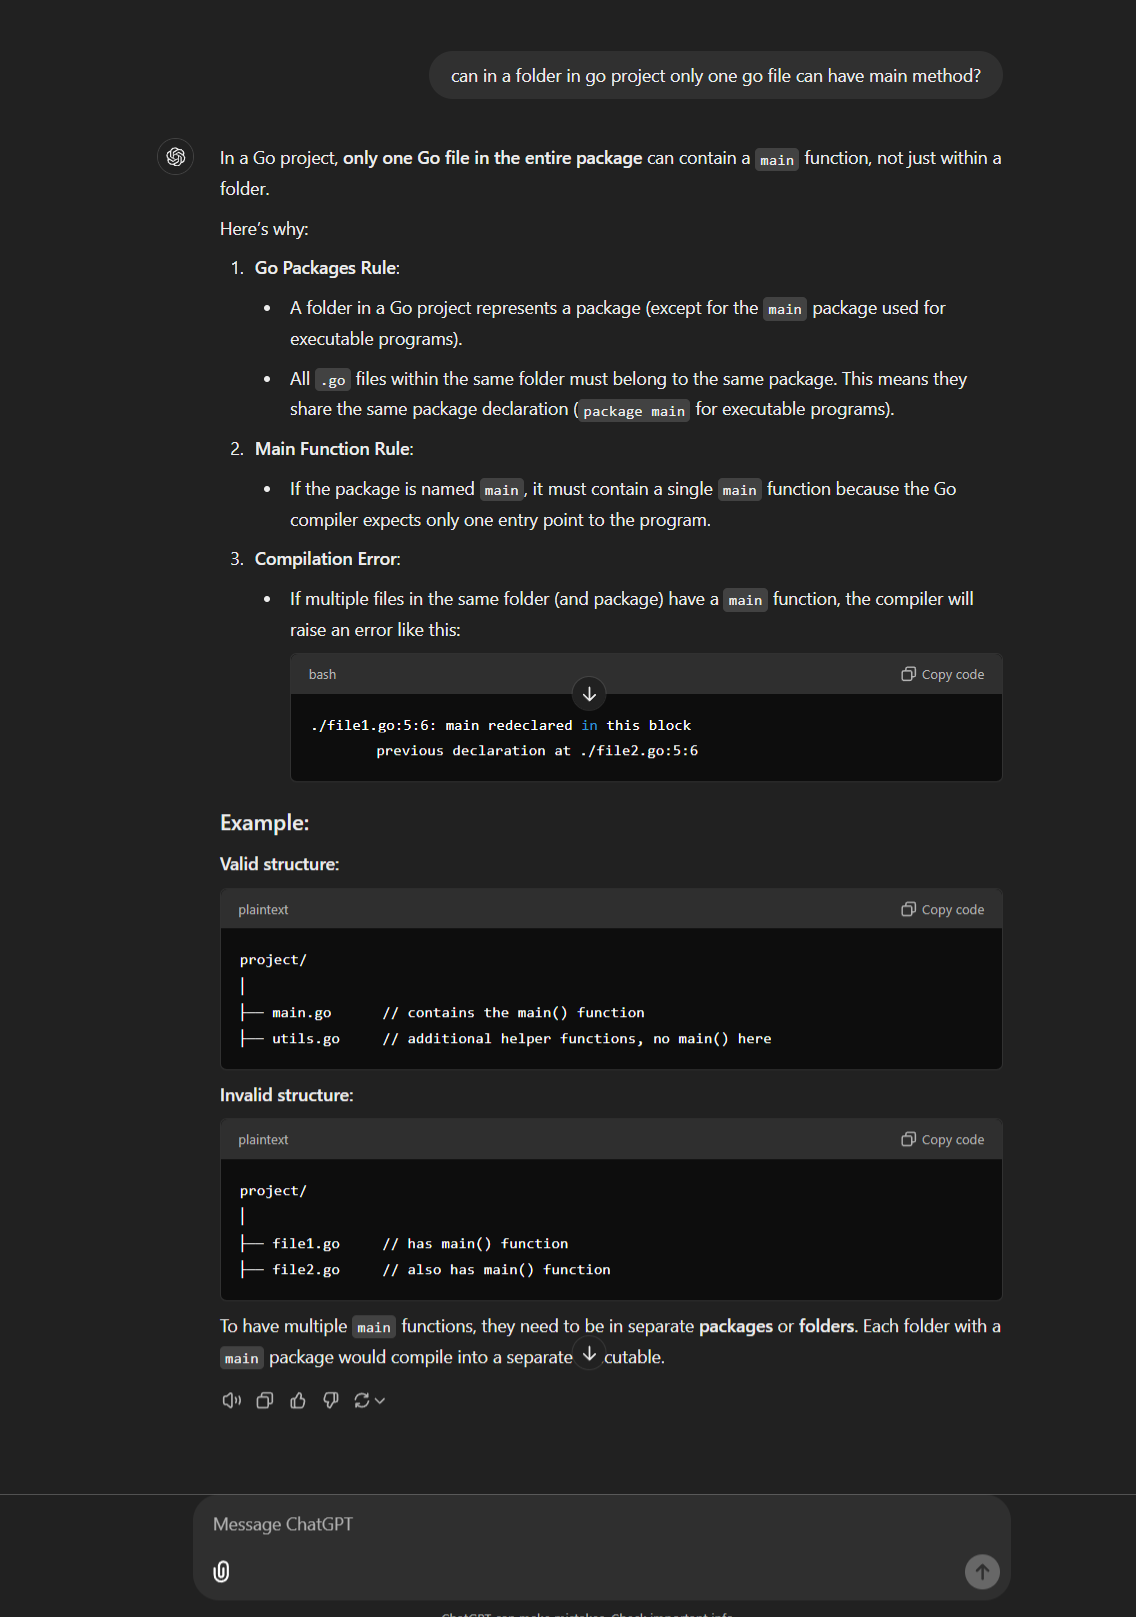 can in a folder in go project only one go file can have main method?
In a Go project, only one Go file in the entire package can contain a main function, not just within a
folder.
Here's why:
1. Go Packages Rule:
• A folder in a Go project represents a package (except for the main package used for
executable programs).
• All .go files within the same folder must belong to the same package. This means they
share the same package declaration (package main for executable programs).
2. Main Function Rule:
• If the package is named main, it must contain a single main function because the Go
compiler expects only one entry point to the program.
3. Compilation Error:
• If multiple files in the same folder (and package) have a main function, the compiler will
raise an error like this:
bash Copy code
./file1.go:5:6: main redeclared in this block
previous declaration at ./file2.go:5:6
Example:
Valid structure:
plaintext Copy code
project/
│
├── main.go // contains the main() function
├── utils.go // additional helper functions, no main() here
Invalid structure:
plaintext Copy code
project/
│
├── file1.go // has main() function
├── file2.go // also has main() function
To have multiple main functions, they need to be in separate packages or folders. Each folder with a
main package would compile into a separate cutable.
Message ChatGPT
ChatGPT can make mistakes. Check important info.